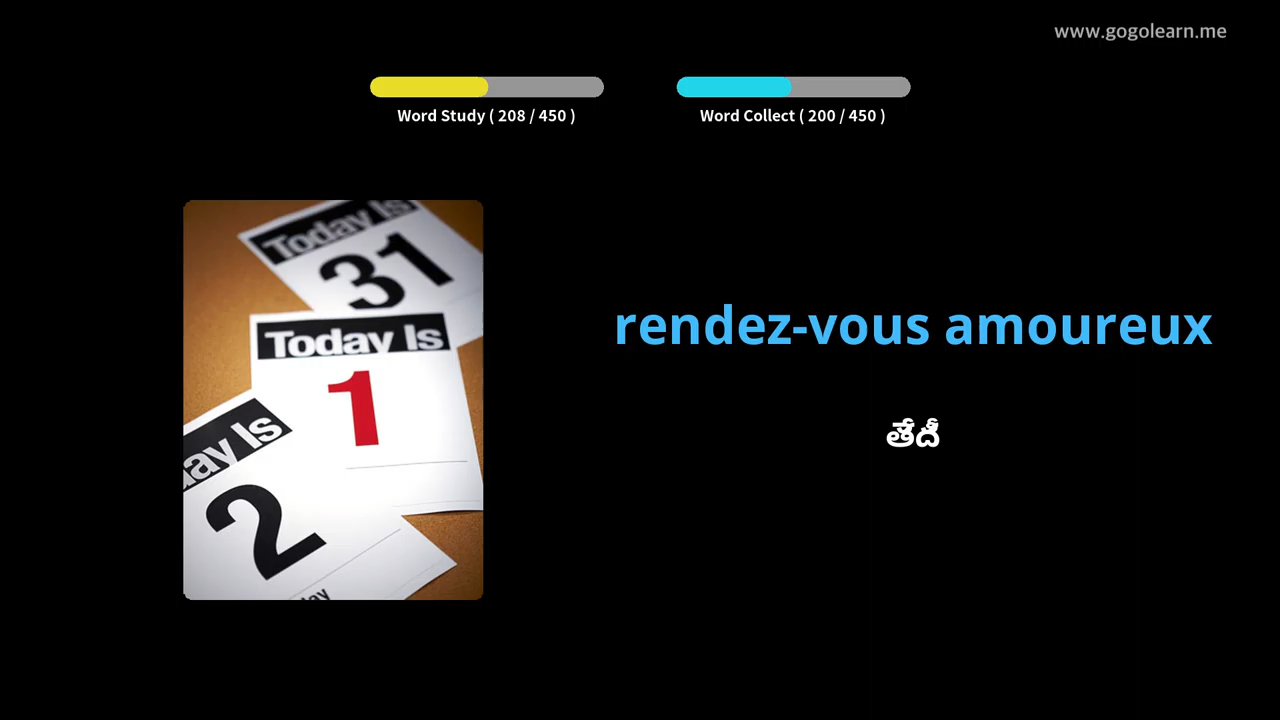 www.gogolearn.me
Word Study ( 208 / 450 )
Word Collect ( 200 / 450 )
Today Is
31
Today Is
1
ay Is
2
rendez-vous amoureux
తేదీ